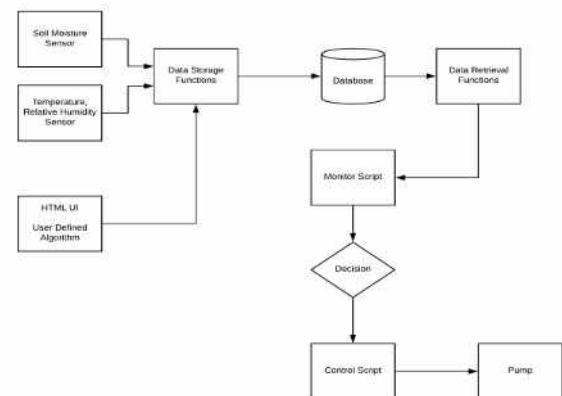 Soil Moisture
Sensor
Data Storage
Functions
Database
Data Retrieval
Functions
Temperature,
Relative Humidity
Sensor
Monitor Script
HTML UI
User Defined
Algorithm
Decision
Control Script
Pump